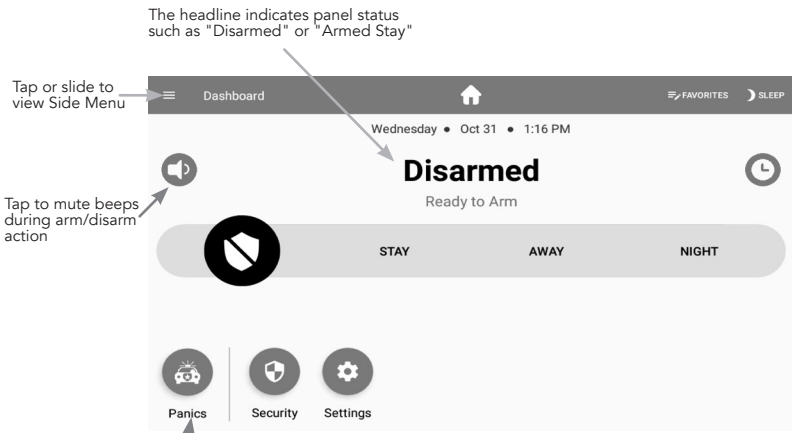 The headline indicates panel status
such as "Disarmed" or "Armed Stay"
Tap or slide to
view Side Menu
Dashboard
FAVORITES
SLEEP
Wednesday ● Oct 31 ● 1:16 PM
Disarmed
Ready to Arm
Tap to mute beeps
during arm/disarm
action
STAY AWAY NIGHT
Panics Security Settings